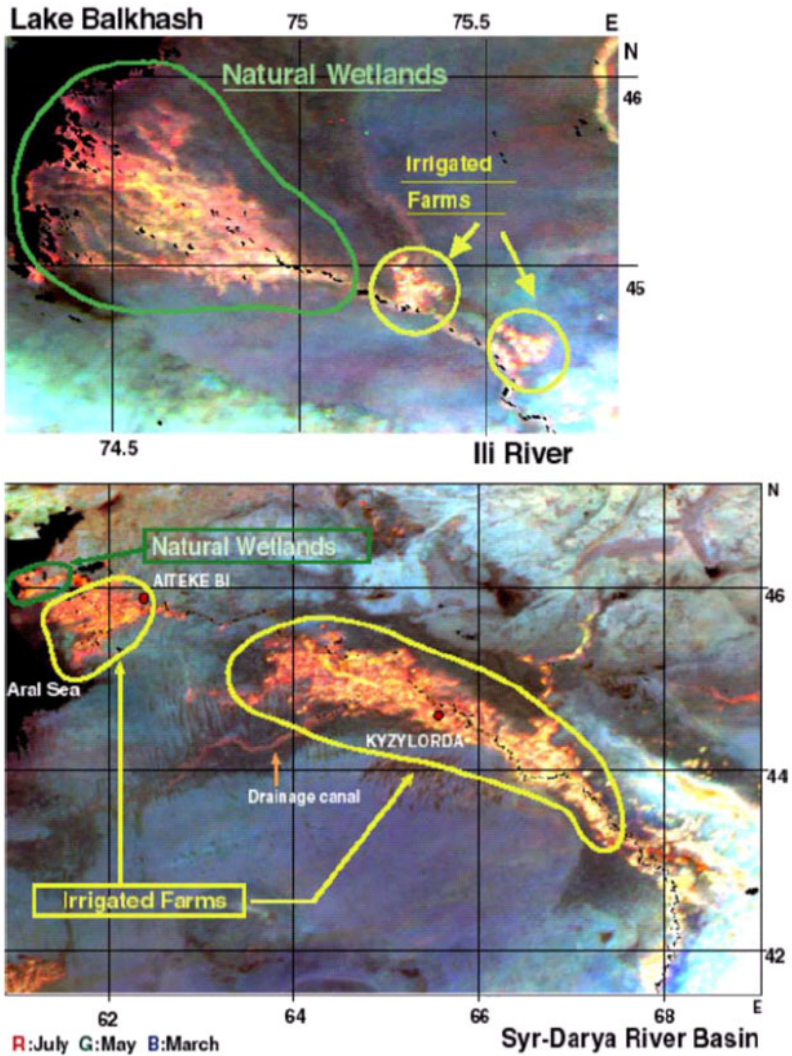 Lake Balkhash
75
75.5
E
N
Natural Wetlands
46
Irrigated
Farms
45
74.5
Ili River
N
Natural Wetlands
AITEKE BI
46
Aral Sea
KYZYLORDA
44
Drainage canal
Irrigated Farms
42
62
64
66
68
E
R:July G:May B:March
Syr-Darya River Basin